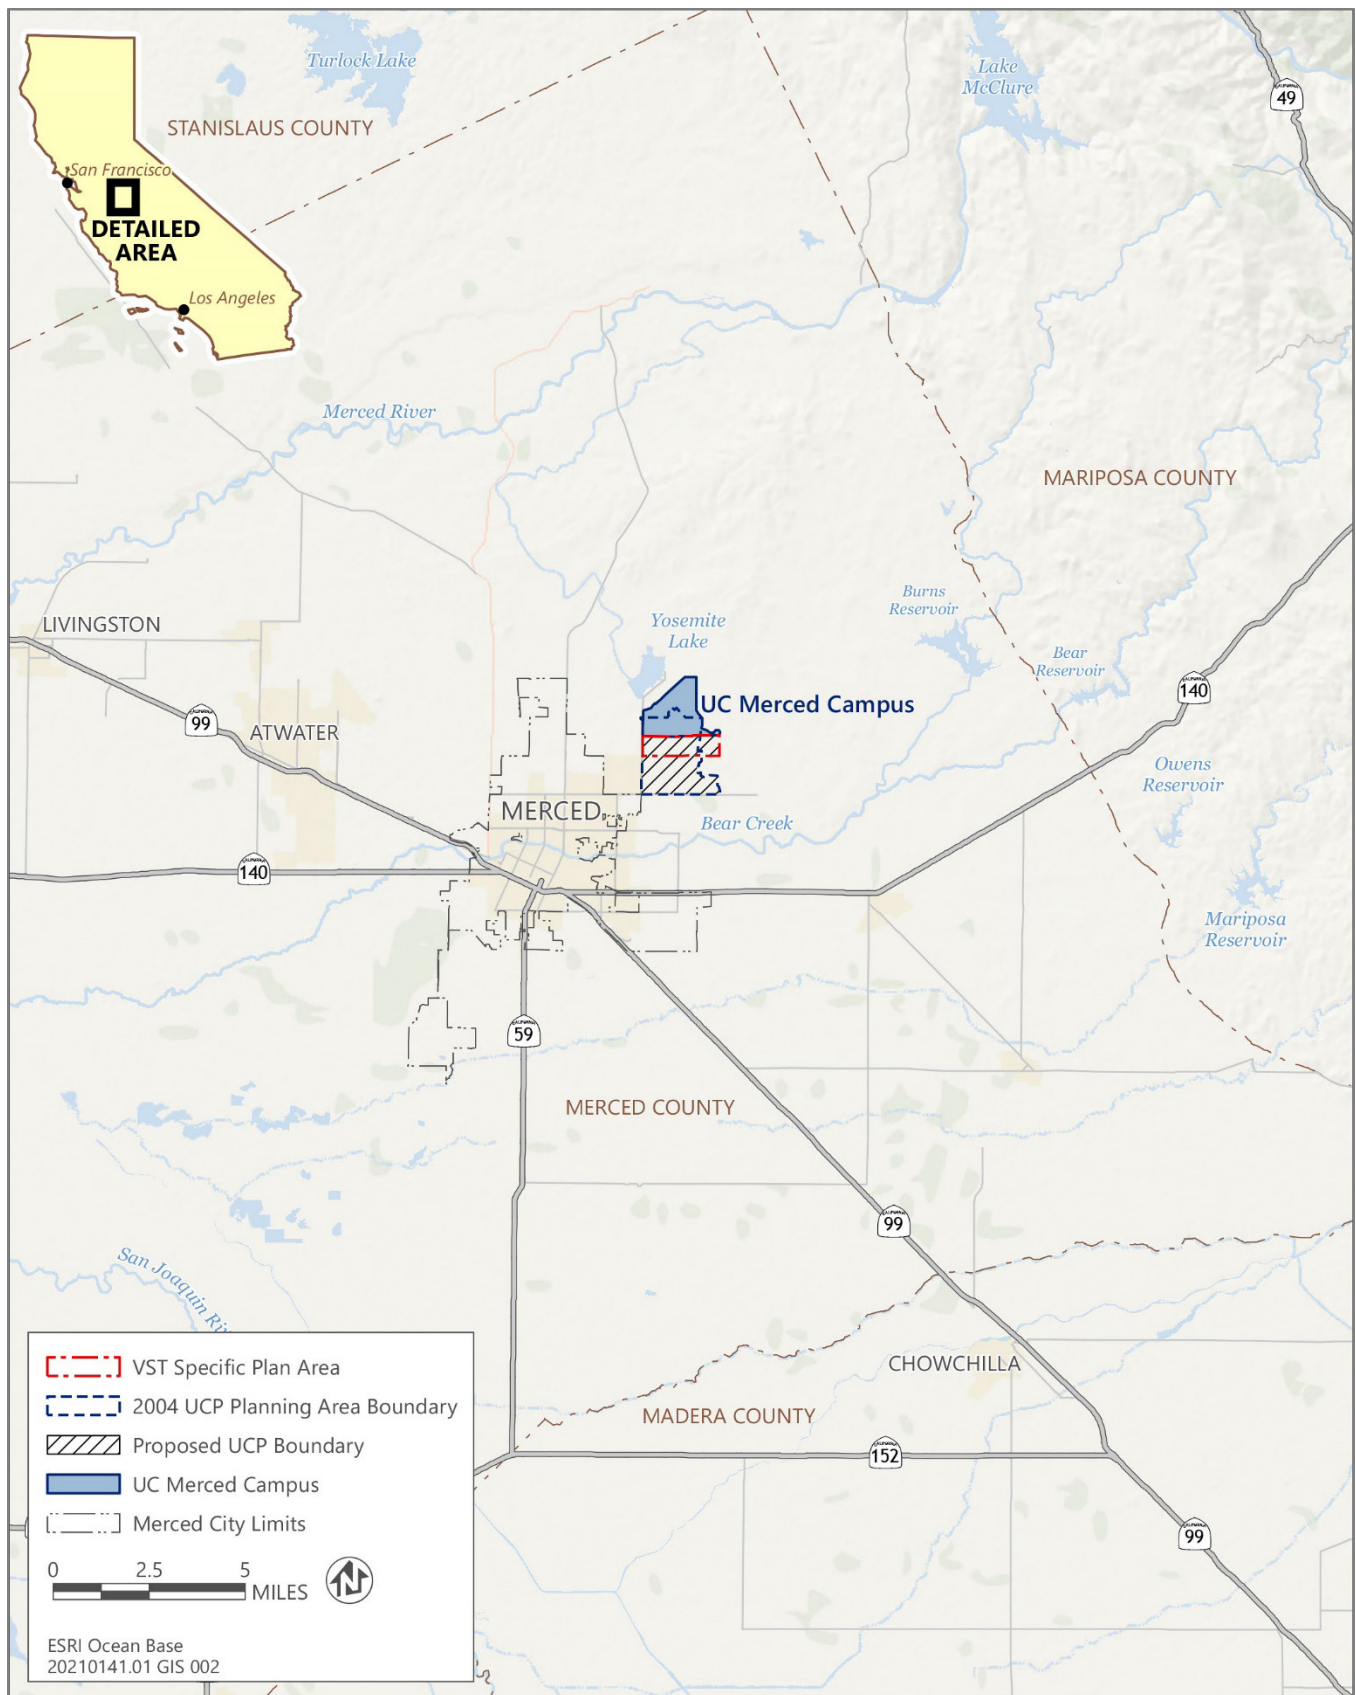 Turlock Lake
Lake
McClure
49
STANISLAUS COUNTY
San Francisco
DETAILED
AREA
Los Angeles
Merced River
MARIPOSA COUNTY
LIVINGSTON
Yosemite
Lake
Burns
Reservoir
Bear
Reservoir
140
99
UC Merced Campus
ATWATER
Owens
Reservoir
MERCED
Bear Creek
140
Mariposa
Reservoir
59
MERCED COUNTY
99
San Joaquin Riv
CHOWCHILLA
MADERA COUNTY
152
99
VST Specific Plan Area
2004 UCP Planning Area Boundary
Proposed UCP Boundary
UC Merced Campus
Merced City Limits
0 2.5 5
MILES
N
ESRI Ocean Base
20210141.01 GIS 002